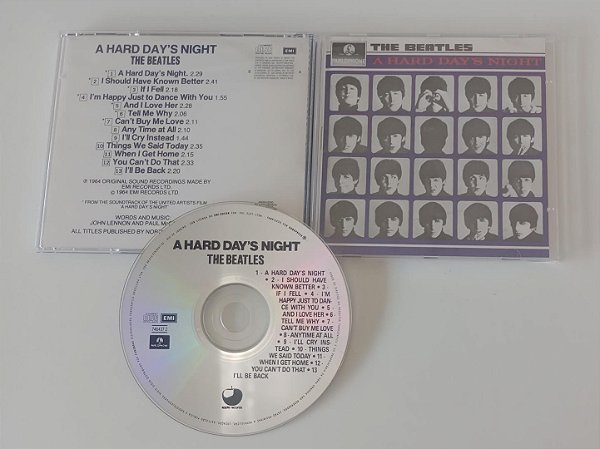 A HARD DAY'S NIGHT
THE BEATLES
EMI
*1 A Hard Day's Night. 2.29
*2 I Should Have Known Better 2.41
*3 If I Fell 2.18
*4 I'm Happy Just to Dance With You 1.55
*5 And I Love Her 2.28
*6 Tell Me Why 2.06
*7 Can't Buy Me Love 2.11
8 Any Time at All 2.10
9 I'll Cry Instead 1.44
10 Things We Said Today 2.35
11 When I Get Home 2.15
12 You Can't Do That 2.33
13 I'll Be Back 2.20
℗ 1964 ORIGINAL SOUND RECORDINGS MADE BY
EMI RECORDS LTD.
© 1964 EMI RECORDS LTD.
*FROM THE SOUNDTRACK OF THE UNITED ARTISTS FILM
A HARD DAY'S NIGHT
WORDS AND MUSIC
JOHN LENNON AND PAUL
ALL TITLES PUBLISHED BY
PARLOPHONE
THE BEATLES
A HARD DAY'S NIGHT
A HARD DAY'S NIGHT
THE BEATLES
1 - A HARD DAY'S NIGHT
• 2 - I SHOULD HAVE
KNOWN BETTER • 3 -
IF I FELL • 4 - I'M
HAPPY JUST TO DAN-
CE WITH YOU • 5 -
AND I LOVE HER • 6 -
TELL ME WHY • 7 -
CAN'T BUY ME LOVE
• 8 - ANYTIME AT ALL
• 9 - I'LL CRY INS
TEAD • 10 - THINGS
WE SAID TODAY • 11 -
WHEN I GET HOME • 12 -
YOU CAN'T DO THAT • 13
I'LL BE BACK
EMI